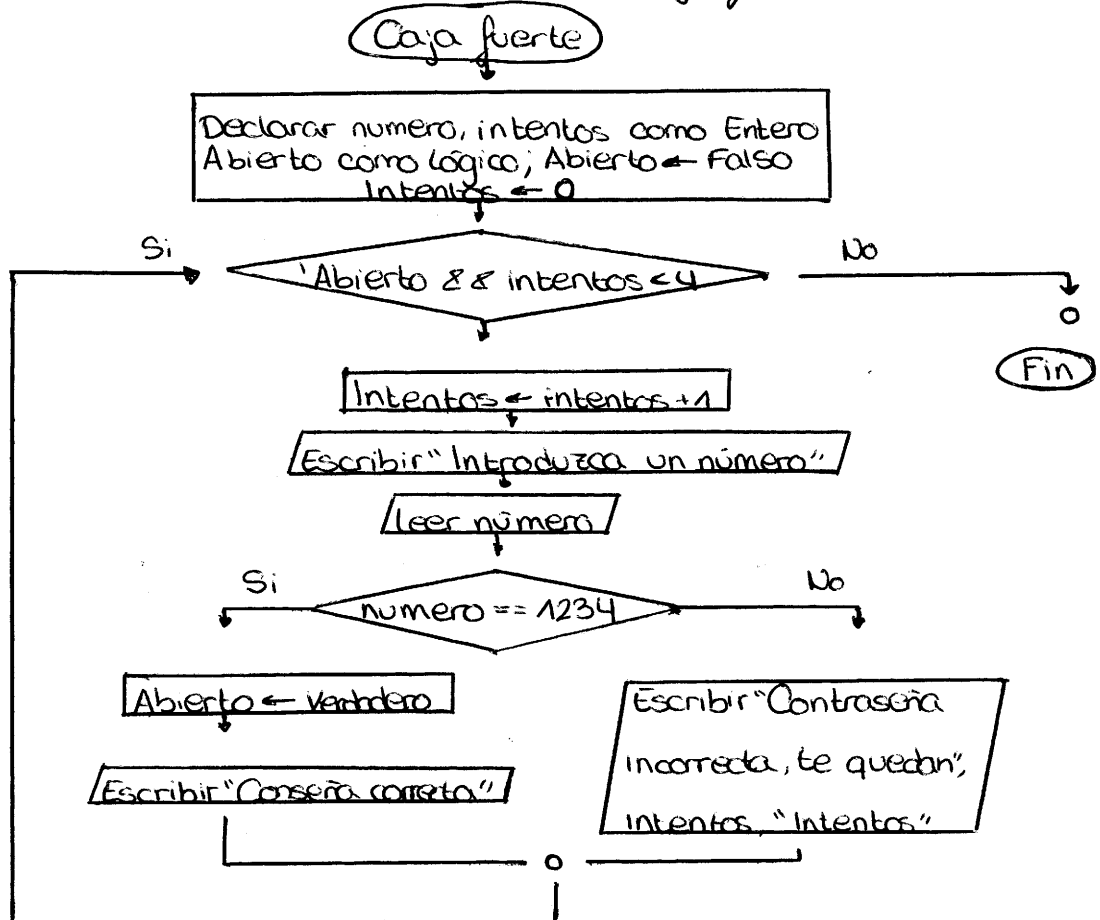 Caja fuerte
Declarar numero, intentos como Entero
Abierto como lógico; Abierto ← Falso
Intentos ← 0
Si
No
'Abierto && intentos < 4
Fin
Intentos ← intentos +1
Escribir "Introduzca un número"
Leer número
Si
No
numero == 1234
Abierto ← Verdadero
Escribir "Contraseña
incorrecta, te quedan",
intentos, "Intentos"
Escribir "Conseña correta"